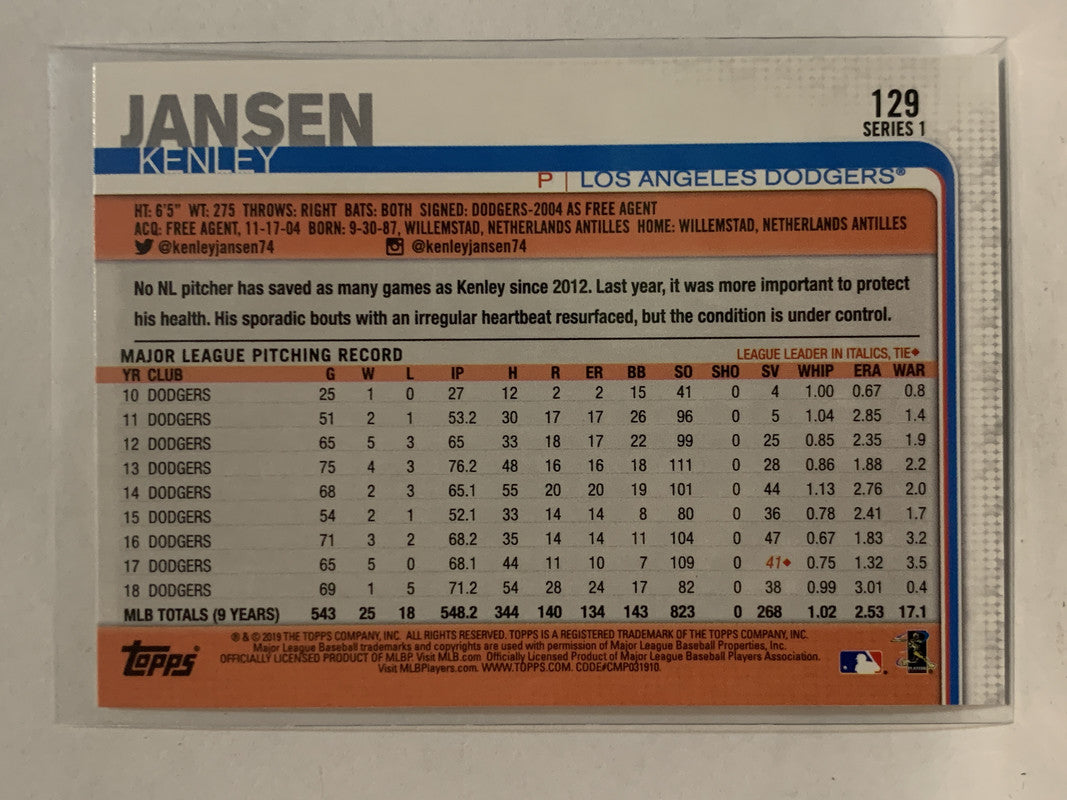 JANSEN
KENLEY
129
SERIES 1
P | LOS ANGELES DODGERS®
HT: 6'5" WT: 275 THROWS: RIGHT BATS: BOTH SIGNED: DODGERS-2004 AS FREE AGENT
ACQ: FREE AGENT, 11-17-04 BORN: 9-30-87, WILLEMSTAD, NETHERLANDS ANTILLES HOME: WILLEMSTAD, NETHERLANDS ANTILLES
@kenleyjansen74 @kenleyjansen74
No NL pitcher has saved as many games as Kenley since 2012. Last year, it was more important to protect
his health. His sporadic bouts with an irregular heartbeat resurfaced, but the condition is under control.
MAJOR LEAGUE PITCHING RECORD LEAGUE LEADER IN ITALICS, TIE◆
YR CLUB G W L IP H R ER BB SO SHO SV WHIP ERA WAR
10 DODGERS 25 1 0 27 12 2 2 15 41 0 4 1.00 0.67 0.8
11 DODGERS 51 2 1 53.2 30 17 17 26 96 0 5 1.04 2.85 1.4
12 DODGERS 65 5 3 65 33 18 17 22 99 0 25 0.85 2.35 1.9
13 DODGERS 75 4 3 76.2 48 16 16 18 111 0 28 0.86 1.88 2.2
14 DODGERS 68 2 3 65.1 55 20 20 19 101 0 44 1.13 2.76 2.0
15 DODGERS 54 2 1 52.1 33 14 14 8 80 0 36 0.78 2.41 1.7
16 DODGERS 71 3 2 68.2 35 14 14 11 104 0 47 0.67 1.83 3.2
17 DODGERS 65 5 0 68.1 44 11 10 7 109 0 41◆ 0.75 1.32 3.5
18 DODGERS 69 1 5 71.2 54 28 24 17 82 0 38 0.99 3.01 0.4
MLB TOTALS (9 YEARS) 543 25 18 548.2 344 140 134 143 823 0 268 1.02 2.53 17.1
Topps
® & © 2019 THE TOPPS COMPANY, INC. ALL RIGHTS RESERVED. TOPPS IS A REGISTERED TRADEMARK OF THE TOPPS COMPANY, INC.
Major League Baseball trademarks and copyrights are used with permission of Major League Baseball Properties, Inc.
OFFICIALLY LICENSED PRODUCT OF MLBP. Visit MLB.com Officially Licensed Product of Major League Baseball Players Association.
Visit MLBPlayers.com. WWW.TOPPS.COM. CODE#CMP031910.